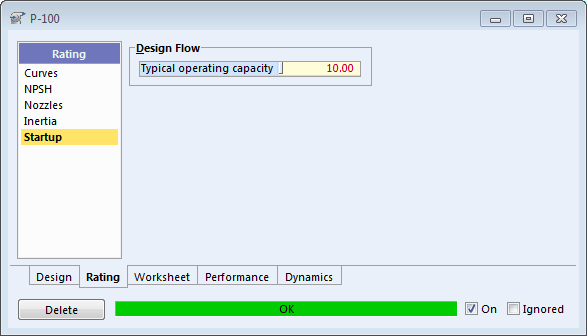 P-100
Rating
Design Flow
Curves
Typical operating capacity 10.00
NPSH
Nozzles
Inertia
Startup
Design Rating Worksheet Performance Dynamics
Delete OK On Ignored